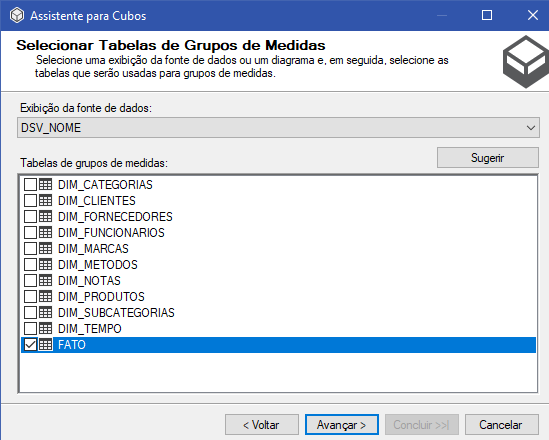 Assistente para Cubos
Selecionar Tabelas de Grupos de Medidas
Selecione uma exibição da fonte de dados ou um diagrama e, em seguida, selecione as
tabelas que serão usadas para grupos de medidas.
Exibição da fonte de dados:
DSV_NOME
Tabelas de grupos de medidas:
Sugerir
DIM_CATEGORIAS
DIM_CLIENTES
DIM_FORNECEDORES
DIM_FUNCIONARIOS
DIM_MARCAS
DIM_METODOS
DIM_NOTAS
DIM_PRODUTOS
DIM_SUBCATEGORIAS
DIM_TEMPO
FATO
< Voltar
Avançar >
Concluir >>|
Cancelar